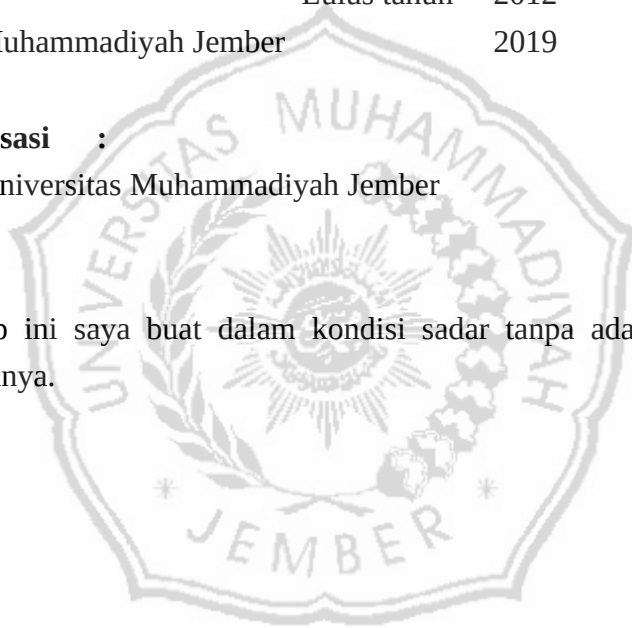 Lulus tahun 2012
Muhammadiyah Jember 2019
sasi :
niversitas Muhammadiyah Jember
ini saya buat dalam kondisi sadar tanpa ada
nya.
UNIVERSITAS MUHAMMADIYAH
JEMBER